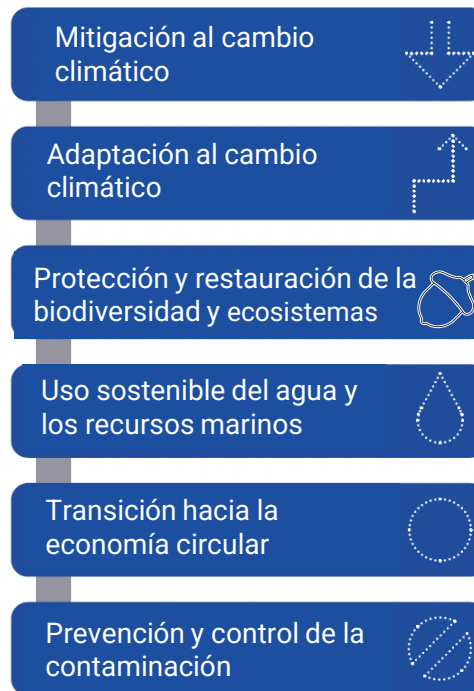 Mitigación al cambio
climático
Adaptación al cambio
climático
Protección y restauración de la
biodiversidad y ecosistemas
Uso sostenible del agua y
los recursos marinos
Transición hacia la
economía circular
Prevención y control de la
contaminación